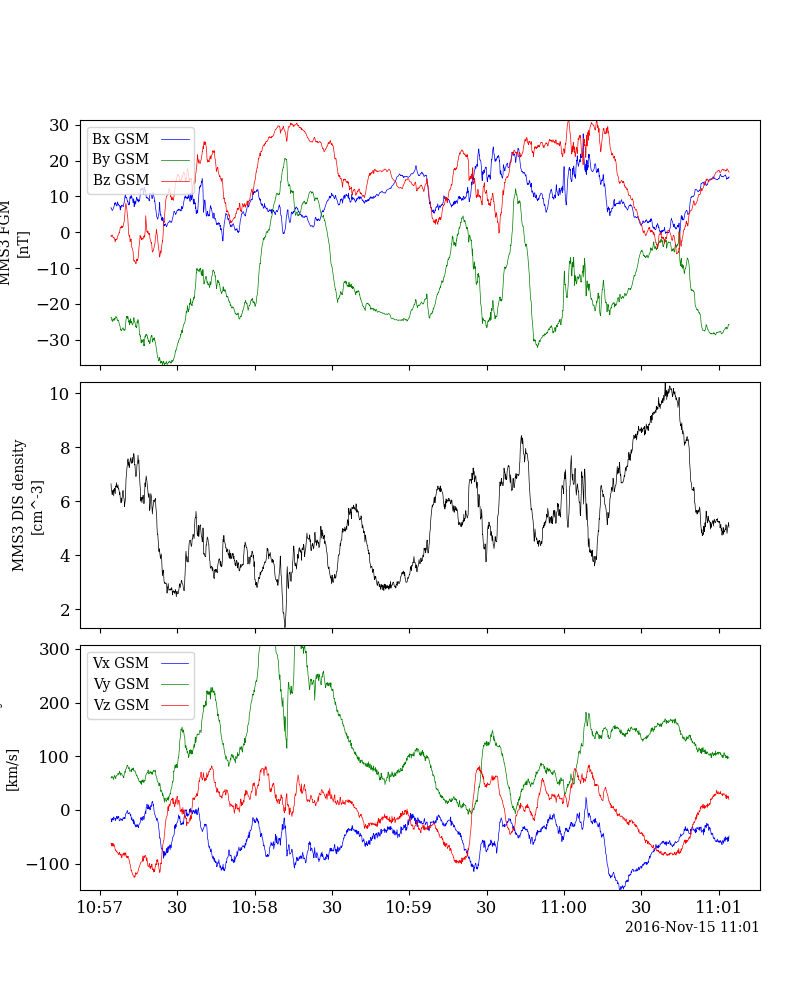 30
20
10
0
−10
−20
−30
MMS3 FGM
[nT]
Bx GSM
By GSM
Bz GSM
10
8
6
4
2
MMS3 DIS density
[cm^-3]
300
200
100
0
−100
[km/s]
Vx GSM
Vy GSM
Vz GSM
10:57
30
10:58
30
10:59
30
11:00
30
11:01
2016-Nov-15 11:01